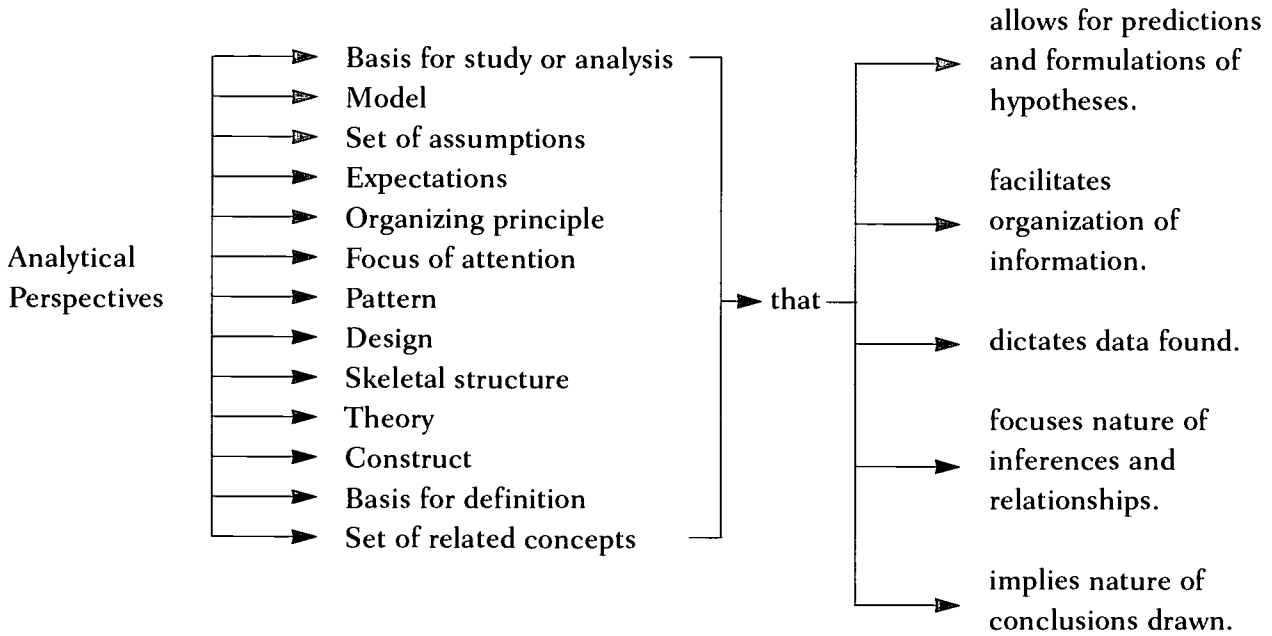 Analytical
Perspectives
Basis for study or analysis
Model
Set of assumptions
Expectations
Organizing principle
Focus of attention
Pattern
Design
Skeletal structure
Theory
Construct
Basis for definition
Set of related concepts
that
allows for predictions
and formulations of
hypotheses.
facilitates
organization of
information.
dictates data found.
focuses nature of
inferences and
relationships.
implies nature of
conclusions drawn.